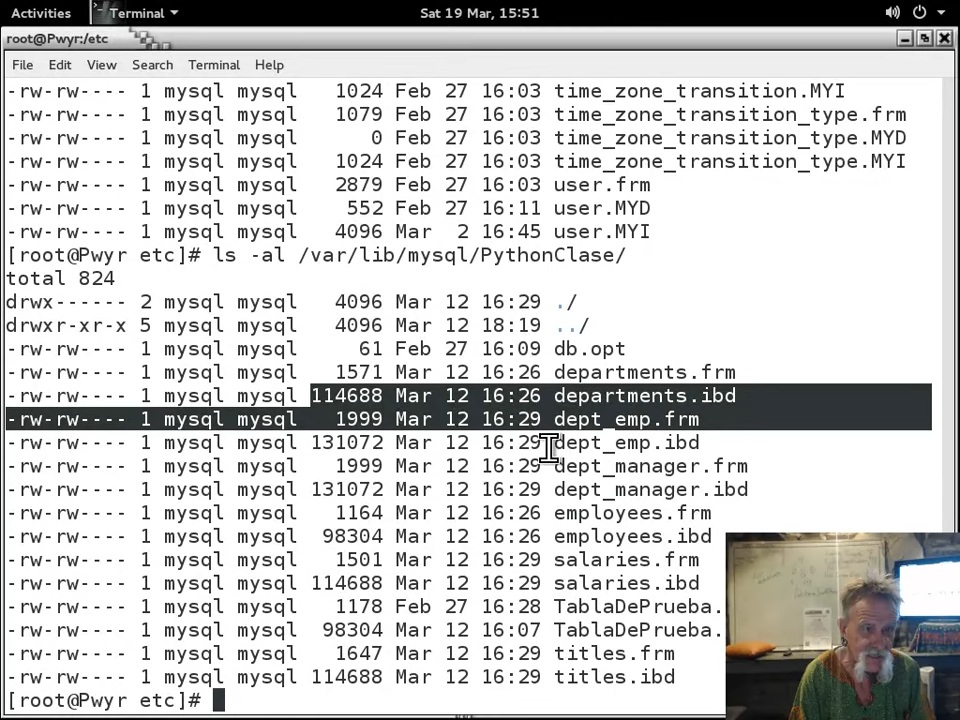 Activities Terminal Sat 19 Mar, 15:51
root@Pwyr:/etc
File Edit View Search Terminal Help
-rw-rw---- 1 mysql mysql 1024 Feb 27 16:03 time_zone_transition.MYI
-rw-rw---- 1 mysql mysql 1079 Feb 27 16:03 time_zone_transition_type.frm
-rw-rw---- 1 mysql mysql 0 Feb 27 16:03 time_zone_transition_type.MYD
-rw-rw---- 1 mysql mysql 1024 Feb 27 16:03 time_zone_transition_type.MYI
-rw-rw---- 1 mysql mysql 2879 Feb 27 16:03 user.frm
-rw-rw---- 1 mysql mysql 552 Feb 27 16:11 user.MYD
-rw-rw---- 1 mysql mysql 4096 Mar 2 16:45 user.MYI
[root@Pwyr etc]# ls -al /var/lib/mysql/PythonClase/
total 824
drwx------ 2 mysql mysql 4096 Mar 12 16:29 ./
drwxr-xr-x 5 mysql mysql 4096 Mar 12 18:19 ../
-rw-rw---- 1 mysql mysql 61 Feb 27 16:09 db.opt
-rw-rw---- 1 mysql mysql 1571 Mar 12 16:26 departments.frm
-rw-rw---- 1 mysql mysql 114688 Mar 12 16:26 departments.ibd
-rw-rw---- 1 mysql mysql 1999 Mar 12 16:29 dept_emp.frm
-rw-rw---- 1 mysql mysql 131072 Mar 12 16:29 dept_emp.ibd
-rw-rw---- 1 mysql mysql 1999 Mar 12 16:29 dept_manager.frm
-rw-rw---- 1 mysql mysql 131072 Mar 12 16:29 dept_manager.ibd
-rw-rw---- 1 mysql mysql 1164 Mar 12 16:26 employees.frm
-rw-rw---- 1 mysql mysql 98304 Mar 12 16:26 employees.ibd
-rw-rw---- 1 mysql mysql 1501 Mar 12 16:29 salaries.frm
-rw-rw---- 1 mysql mysql 114688 Mar 12 16:29 salaries.ibd
-rw-rw---- 1 mysql mysql 1178 Feb 27 16:28 TablaDePrueba.
-rw-rw---- 1 mysql mysql 98304 Mar 12 16:07 TablaDePrueba.
-rw-rw---- 1 mysql mysql 1647 Mar 12 16:29 titles.frm
-rw-rw---- 1 mysql mysql 114688 Mar 12 16:29 titles.ibd
[root@Pwyr etc]#